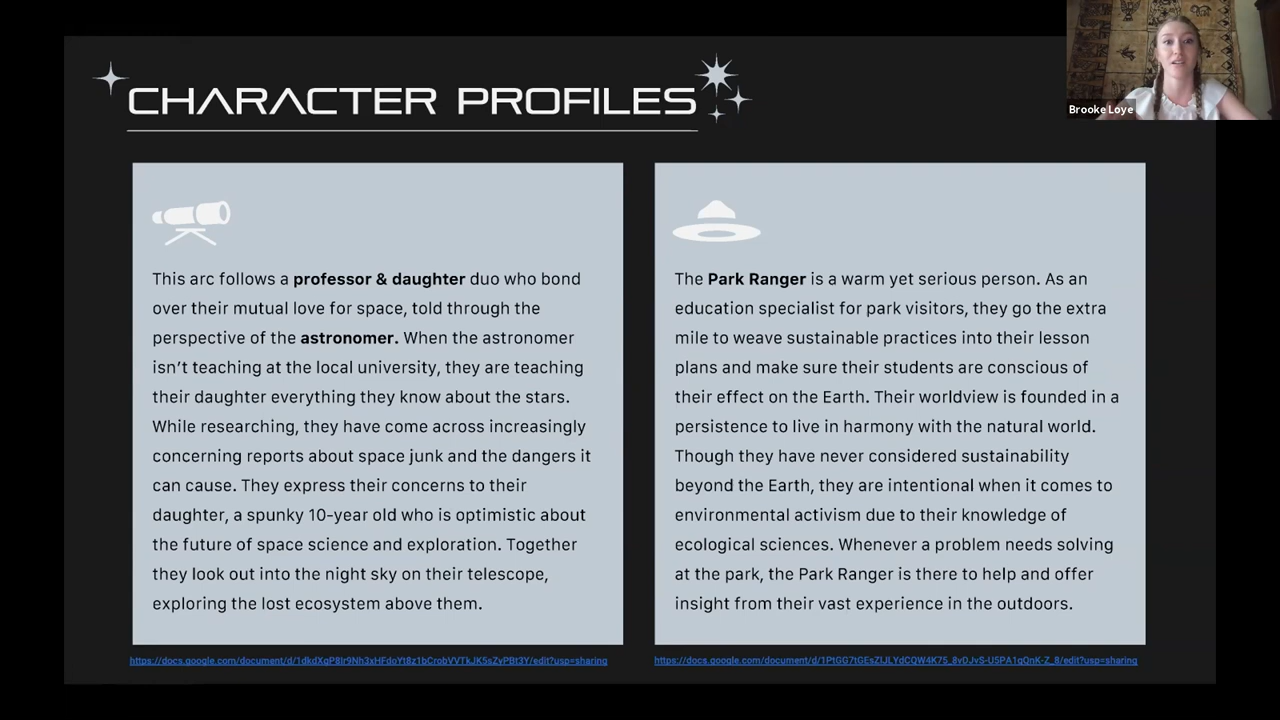 CHARACTER PROFILES
Brooke Loye
This arc follows a professor & daughter duo who bond
over their mutual love for space, told through the
perspective of the astronomer. When the astronomer
isn't teaching at the local university, they are teaching
their daughter everything they know about the stars.
While researching, they have come across increasingly
concerning reports about space junk and the dangers it
can cause. They express their concerns to their
daughter, a spunky 10-year old who is optimistic about
the future of space science and exploration. Together
they look out into the night sky on their telescope,
exploring the lost ecosystem above them.
The Park Ranger is a warm yet serious person. As an
education specialist for park visitors, they go the extra
mile to weave sustainable practices into their lesson
plans and make sure their students are conscious of
their effect on the Earth. Their worldview is founded in a
persistence to live in harmony with the natural world.
Though they have never considered sustainability
beyond the Earth, they are intentional when it comes to
environmental activism due to their knowledge of
ecological sciences. Whenever a problem needs solving
at the park, the Park Ranger is there to help and offer
insight from their vast experience in the outdoors.